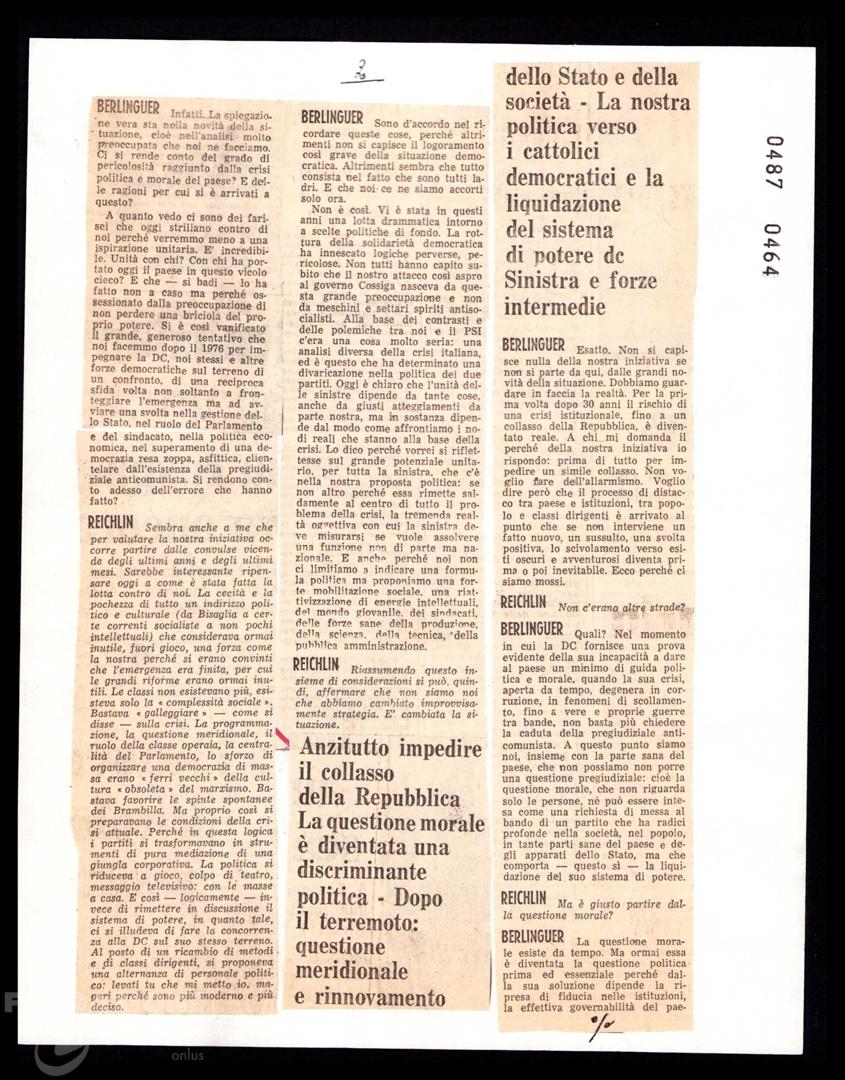 2
BERLINGUER Infatti. La spiegazio-
ne vera sta nella novità della si-
tuazione, cioè nell'analisi molto
preoccupata che noi ne facciamo.
Ci si rende conto del grado di
pericolosità raggiunto dalla crisi
politica e morale del paese? E del-
le ragioni per cui si è arrivati a
questo?
A quanto vedo ci sono dei fari-
sei che oggi strillano contro di
noi perché verremmo meno a una
ispirazione unitaria. E' incredibi-
le. Unità con chi? Con chi ha por-
tato oggi il paese in questo vicolo
cieco? E che — si badi — lo ha
fatto non a caso ma perché os-
sessionato dalla preoccupazione di
non perdere una briciola del pro-
prio potere. Si è così vanificato
il grande, generoso tentativo che
noi facemmo dopo il 1976 per im-
pegnare la DC, noi stessi e altre
forze democratiche sul terreno di
un confronto, di una reciproca
sfida volta non soltanto a fron-
teggiare l'emergenza ma ad av-
viare una svolta nella gestione del-
lo Stato, nel ruolo del Parlamento
e del sindacato, nella politica eco-
nomica, nel superamento di una de-
mocrazia resa zoppa, asfittica, clien-
telare dall'esistenza della pregiudi-
ziale anticomunista. Si rendono con-
to adesso dell'errore che hanno
fatto?
REICHLIN Sembra anche a me che
per valutare la nostra iniziativa oc-
corre partire dalle convulse vicen-
de degli ultimi anni e degli ultimi
mesi. Sarebbe interessante ripen-
sare oggi a come è stata fatta la
lotta contro di noi. La cecità e la
pochezza di tutto un indirizzo poli-
tico e culturale (da Bisaglia a cer-
te correnti socialiste a non pochi
intellettuali) che considerava ormai
inutile, fuori gioco, una forza come
la nostra perché si erano convinti
che l'emergenza era finita, per cui
le grandi riforme erano ormai inu-
tili. Le classi non esistevano più, esi-
steva solo la « complessità sociale ».
Bastava « galleggiare » — come si
disse — sulla crisi. La programma-
zione, la questione meridionale, il
ruolo della classe operaia, la centra-
lità del Parlamento, lo sforzo di
organizzare una democrazia di mas-
sa erano « ferri vecchi » della cul-
tura « obsoleta » del marxismo. Ba-
stava favorire le spinte spontanee
dei Brambilla. Ma proprio così si
preparavano le condizioni della cri-
si attuale. Perché in questa logica
i partiti si trasformavano in stru-
menti di pura mediazione di una
giungla corporativa. La politica si
riduceva a gioco, colpo di teatro,
messaggio televisivo: con le masse
a casa. E così — logicamente — in-
vece di rimettere in discussione il
sistema di potere, in quanto tale,
ci si illudeva di fare la concorren-
za alla DC sul suo stesso terreno.
Al posto di un ricambio di metodi
e di classi dirigenti, si proponeva
una alternanza di personale politi-
co: levati tu che mi metto io, ma-
gari perché sono più moderno e più
deciso.
BERLINGUER Sono d'accordo nel ri-
cordare queste cose, perché altri-
menti non si capisce il logoramento
così grave della situazione demo-
cratica. Altrimenti sembra che tutto
consista nel fatto che sono tutti la-
dri. E che noi ce ne siamo accorti
solo ora.
Non è così. Vi è stata in questi
anni una lotta drammatica intorno
a scelte politiche di fondo. La rot-
tura della solidarietà democratica
ha innescato logiche perverse, pe-
ricolose. Non tutti hanno capito su-
bito che il nostro attacco così aspro
al governo Cossiga nasceva da que-
sta grande preoccupazione e non
da meschini e settari spiriti antiso-
cialisti. Alla base dei contrasti e
delle polemiche tra noi e il PSI
c'era una cosa molto seria: una
analisi diversa della crisi italiana,
ed è questo che ha determinato una
divaricazione nella politica dei due
partiti. Oggi è chiaro che l'unità del-
le sinistre dipende da tante cose,
anche da giusti atteggiamenti da
parte nostra, ma in sostanza dipen-
de dal modo come affrontiamo i no-
di reali che stanno alla base della
crisi. Lo dico perché vorrei si riflet-
tesse sul grande potenziale unita-
rio, per tutta la sinistra, che c'è
nella nostra proposta politica: se
non altro perché essa rimette sal-
damente al centro di tutto il pro-
blema della crisi, la tremenda real-
tà oggettiva con cui la sinistra de-
ve misurarsi se vuole assolvere
una funzione non di parte ma na-
zionale. E anche perché noi non
ci limitiamo a indicare una formu-
la politica ma proponiamo una for-
te mobilitazione sociale, una riat-
tivizzazione di energie intellettuali,
del mondo giovanile, dei sindacati,
delle forze sane della produzione,
della scienza, della tecnica, della
pubblica amministrazione.
REICHLIN Riassumendo questo in-
sieme di considerazioni si può, quin-
di, affermare che non siamo noi
che abbiamo cambiato improvvisa-
mente strategia. E' cambiata la si-
tuazione.
Anzitutto impedire
il collasso
della Repubblica
La questione morale
è diventata una
discriminante
politica - Dopo
il terremoto:
questione
meridionale
e rinnovamento
dello Stato e della
società - La nostra
politica verso
i cattolici
democratici e la
liquidazione
del sistema
di potere dc
Sinistra e forze
intermedie
BERLINGUER Esatto. Non si capi-
sce nulla della nostra iniziativa se
non si parte da qui, dalle grandi no-
vità della situazione. Dobbiamo guar-
dare in faccia la realtà. Per la pri-
ma volta dopo 30 anni il rischio di
una crisi istituzionale, fino a un
collasso della Repubblica, è diven-
tato reale. A chi mi domanda il
perché della nostra iniziativa io
rispondo: prima di tutto per im-
pedire un simile collasso. Non vo-
glio fare dell'allarmismo. Voglio
dire però che il processo di distac-
co tra paese e istituzioni, tra popo-
lo e classi dirigenti è arrivato al
punto che se non interviene un
fatto nuovo, un sussulto, una svolta
positiva, lo scivolamento verso esi-
ti oscuri e avventurosi diventa pri-
ma o poi inevitabile. Ecco perché ci
siamo mossi.
REICHLIN Non c'erano altre strade?
BERLINGUER Quali? Nel momento
in cui la DC fornisce una prova
evidente della sua incapacità a dare
al paese un minimo di guida poli-
tica e morale, quando la sua crisi,
aperta da tempo, degenera in cor-
ruzione, in fenomeni di scollamen-
to, fino a vere e proprie guerre
tra bande, non basta più chiedere
la caduta della pregiudiziale anti-
comunista. A questo punto siamo
noi, insieme con la parte sana del
paese, che non possiamo non porre
una questione pregiudiziale: cioè la
questione morale, che non riguarda
solo le persone, né può essere inte-
sa come una richiesta di messa al
bando di un partito che ha radici
profonde nella società, nel popolo,
in tante parti sane del paese e de-
gli apparati dello Stato, ma che
comporta — questo sì — la liqui-
dazione del suo sistema di potere.
REICHLIN Ma è giusto partire dal-
la questione morale?
BERLINGUER La questione mora-
le esiste da tempo. Ma ormai essa
è diventata la questione politica
prima ed essenziale perché dal-
la sua soluzione dipende la ri-
presa di fiducia nelle istituzioni,
la effettiva governabilità del pae-
%
0487 0464
onlus